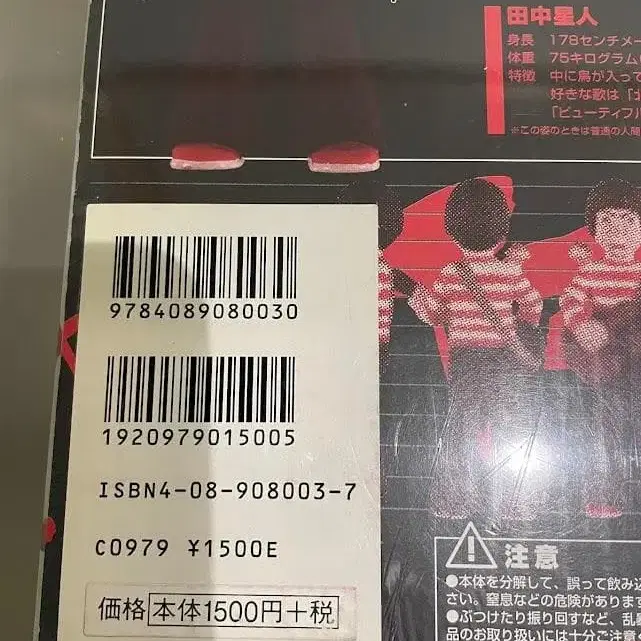 田中星人
身長 178センチメー
体重 75キログラム
特徴 中に鳥が入って
好きな歌は「
「ビューティフル
※この姿のときは普通の人間
9784089080030
1920979015005
ISBN4-08-908003-7
C0979 ¥1500E
価格 本体1500円+税
注意
●本体を分解して、誤って飲み込
さい。窒息などの危険があります
●ぶつけたり振り回すなど、乱
品のお取り扱いには十分ご注